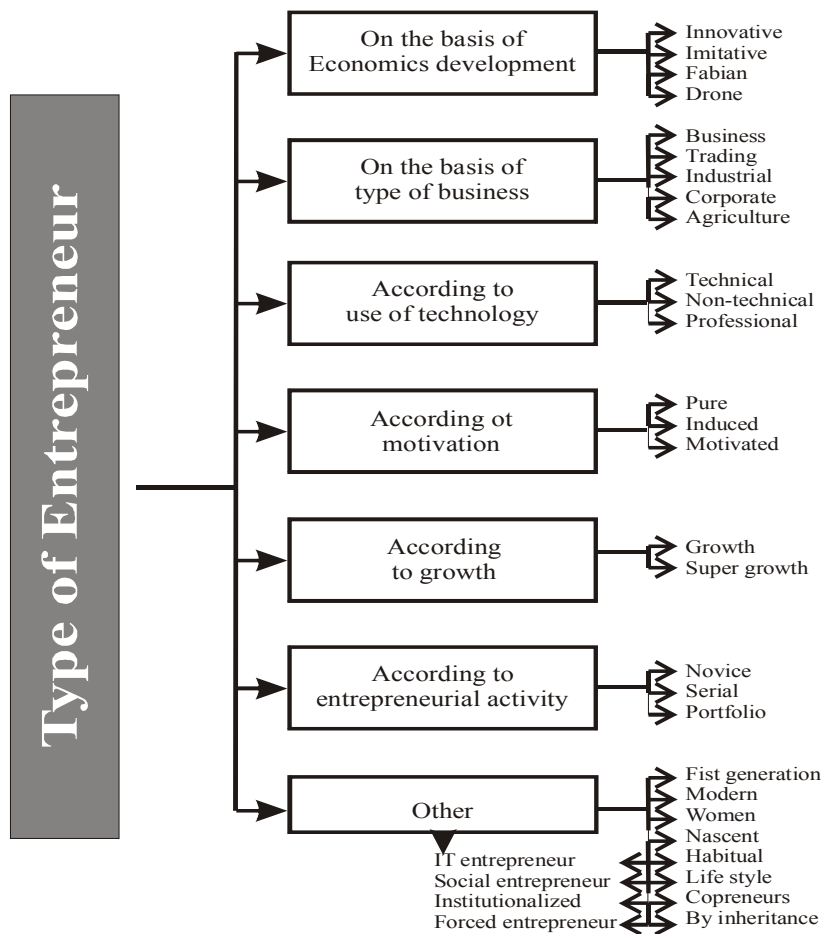 Type of Entrepreneur
On the basis of
Economics development
Innovative
Imitative
Fabian
Drone
On the basis of
type of business
Business
Trading
Industrial
Corporate
Agriculture
According to
use of technology
Technical
Non-technical
Professional
According ot
motivation
Pure
Induced
Motivated
According
to growth
Growth
Super growth
According to
entrepreneurial activity
Novice
Serial
Portfolio
Other
Fist generation
Modern
Women
Nascent
Habitual
Life style
Copreneurs
By inheritance
IT entrepreneur
Social entrepreneur
Institutionalized
Forced entrepreneur